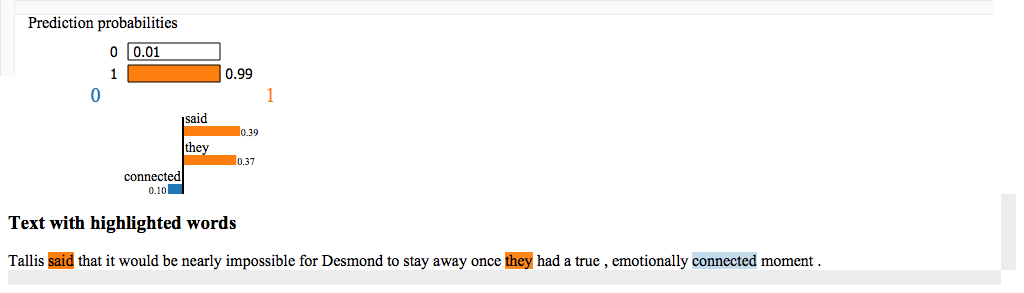 Prediction probabilities
0 0.01
1 0.99
0 1
said
0.39
they
0.37
connected
0.10
Text with highlighted words
Tallis said that it would be nearly impossible for Desmond to stay away once they had a true , emotionally connected moment .